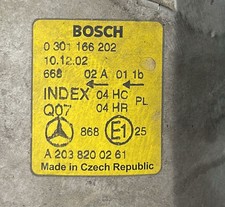 BOSCH
0 301 166 202
10.12.02
668 02 A 01 1b
INDEX 04 HC PL
Q07 04 HR
868 E1 25
A 203 820 02 61
Made in Czech Republic